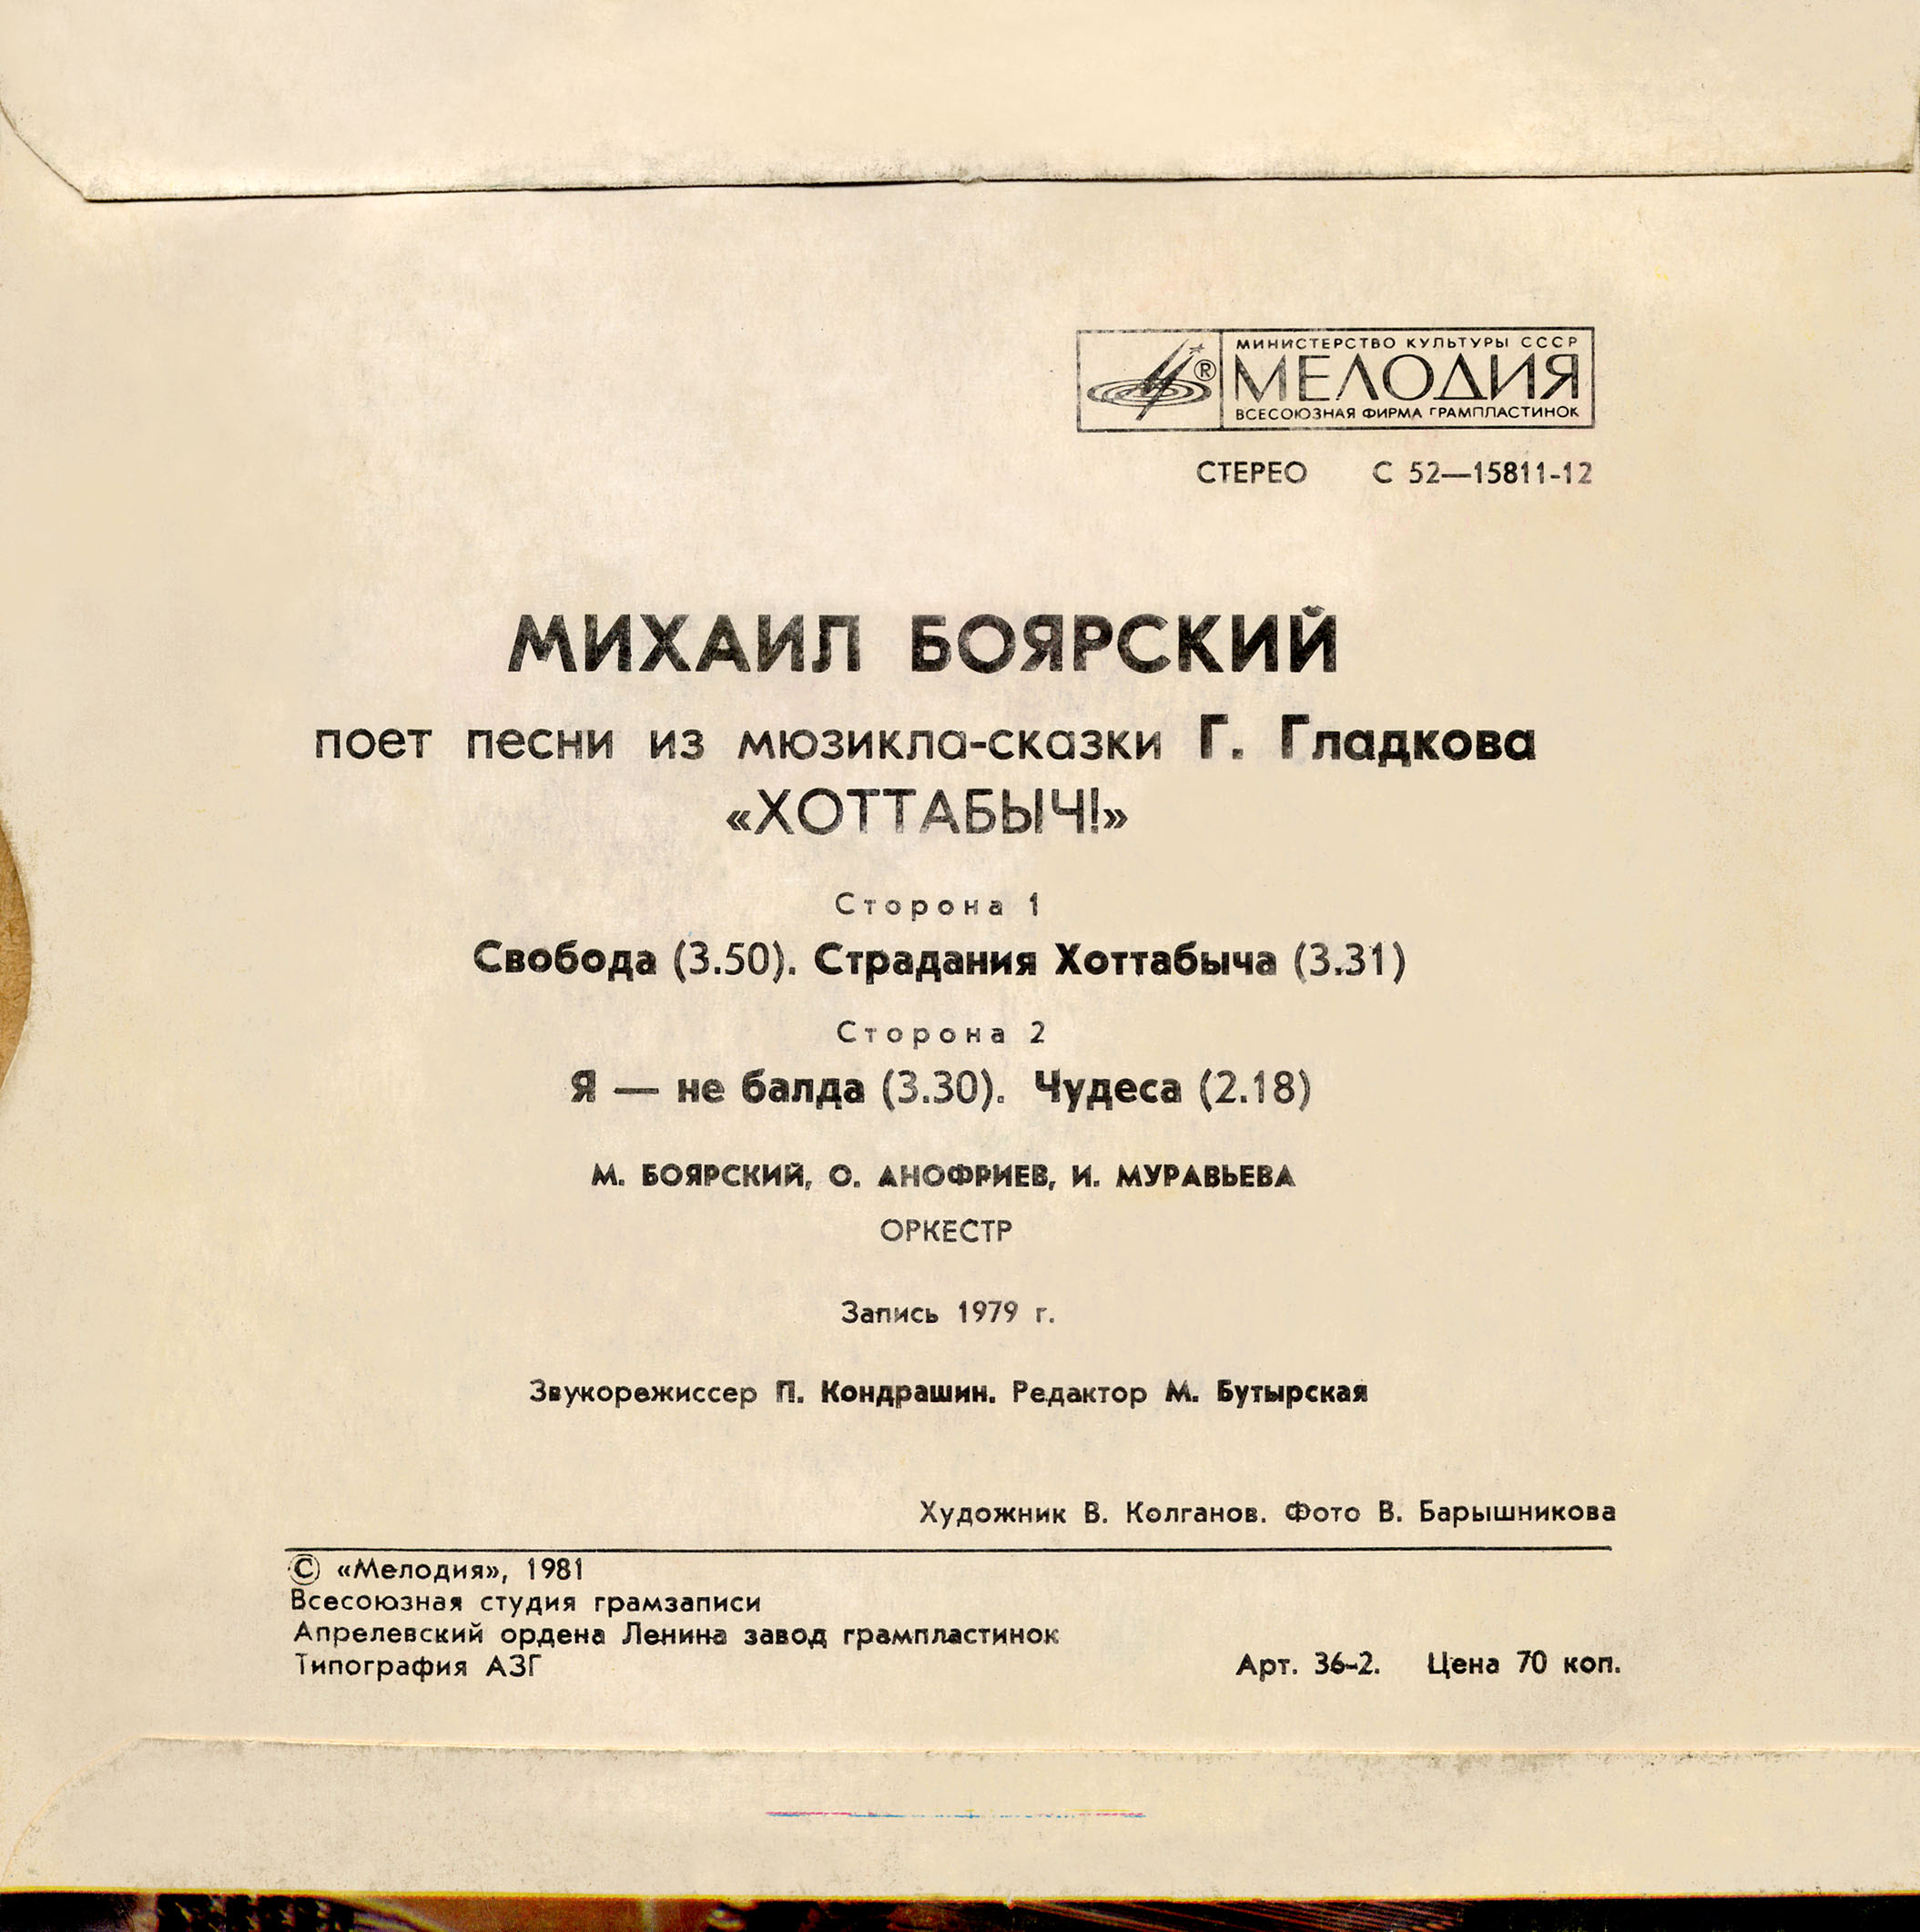 МИНИСТЕРСТВО КУЛЬТУРЫ СССР
®
МЕЛОДИЯ
ВСЕСОЮЗНАЯ ФИРМА ГРАМПЛАСТИНОК
СТЕРЕО С 52—15811-12
МИХАИЛ БОЯРСКИЙ
поет песни из мюзикла-сказки Г. Гладкова
«ХОТТАБЫЧ!»
Сторона 1
Свобода (3.50). Страдания Хоттабыча (3.31)
Сторона 2
Я — не балда (3.30). Чудеса (2.18)
М. БОЯРСКИЙ, О. АНОФРИЕВ, И. МУРАВЬЕВА
ОРКЕСТР
Запись 1979 г.
Звукорежиссер П. Кондрашин. Редактор М. Бутырская
Художник В. Колганов. Фото В. Барышникова
© «Мелодия», 1981
Всесоюзная студия грамзаписи
Апрелевский ордена Ленина завод грампластинок
Типография АЗГ
Арт. 36-2. Цена 70 коп.